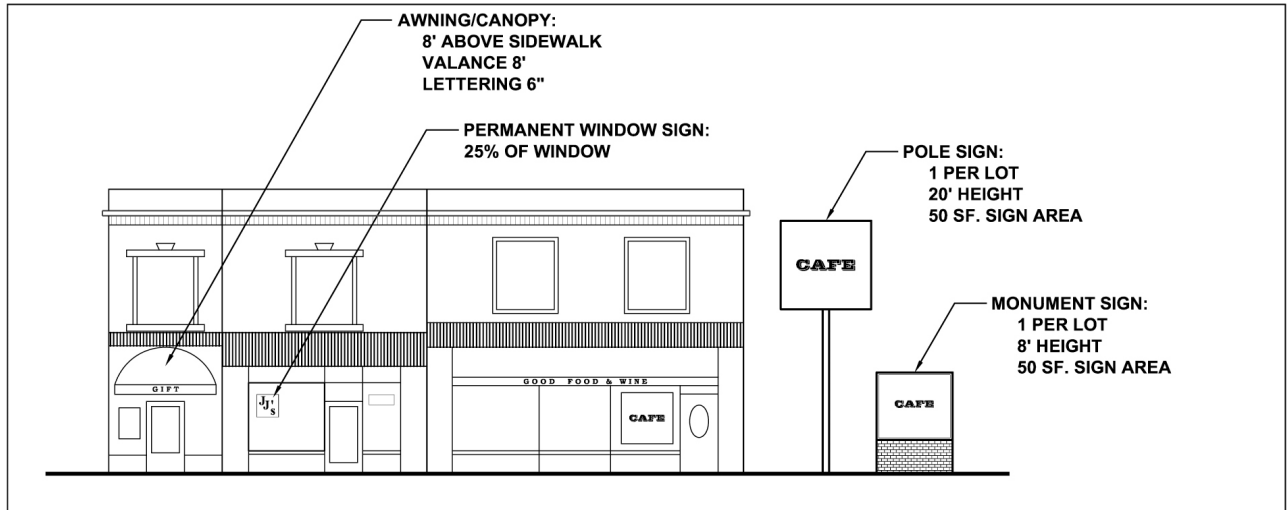 AWNING/CANOPY:
8' ABOVE SIDEWALK
VALANCE 8'
LETTERING 6"
PERMANENT WINDOW SIGN:
25% OF WINDOW
POLE SIGN:
1 PER LOT
20' HEIGHT
50 SF. SIGN AREA
CAFE
MONUMENT SIGN:
1 PER LOT
8' HEIGHT
50 SF. SIGN AREA
GIFT
JJ's
GOOD FOOD & WINE
CAFE
CAFE